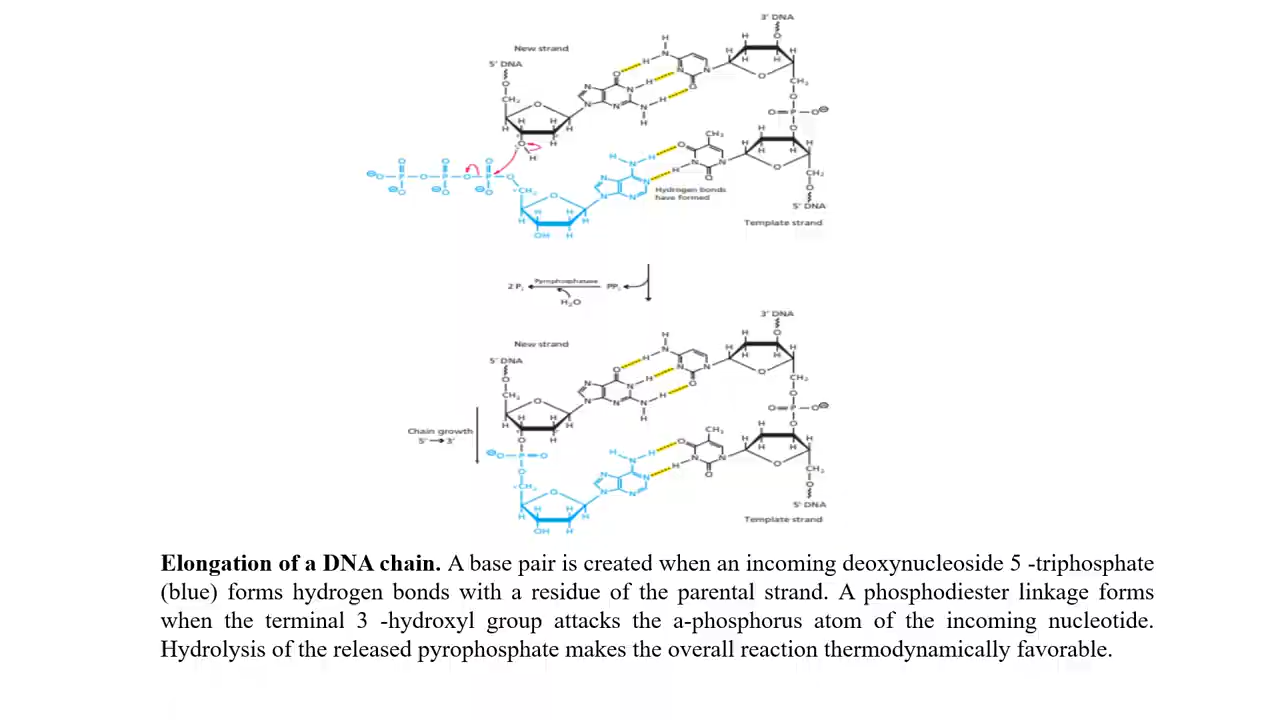 3' DNA
New strand
5' DNA
Hydrogen bonds
have formed
5' DNA
Template strand
Pyrophosphatase
2 Pi PPi
H2O
3' DNA
New strand
5' DNA
Chain growth
5' → 3'
5' DNA
Template strand
Elongation of a DNA chain. A base pair is created when an incoming deoxynucleoside 5 -triphosphate
(blue) forms hydrogen bonds with a residue of the parental strand. A phosphodiester linkage forms
when the terminal 3 -hydroxyl group attacks the a-phosphorus atom of the incoming nucleotide.
Hydrolysis of the released pyrophosphate makes the overall reaction thermodynamically favorable.